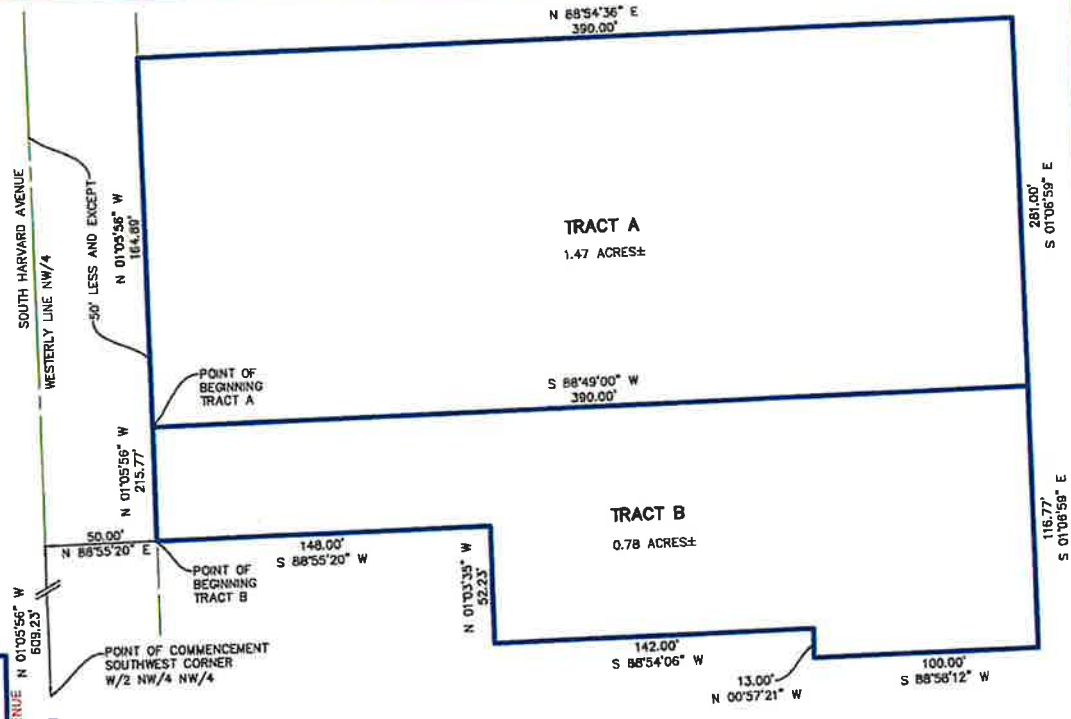 N 88°54'36" E
390.00'
SOUTH HARVARD AVENUE
WESTERLY LINE NW/4
50' LESS AND EXCEPT
N 01°05'56" W
164.89'
TRACT A
1.47 ACRES±
281.00'
S 01°06'59" E
POINT OF
BEGINNING
TRACT A
S 88°49'00" W
390.00'
N 01°05'56" W
215.77'
TRACT B
0.78 ACRES±
116.77'
S 01°06'59" E
50.00'
N 88°55'20" E
148.00'
S 88°55'20" W
POINT OF
BEGINNING
TRACT B
N 01°03'35" W
52.23'
N 01°05'56" W
609.23'
POINT OF COMMENCEMENT
SOUTHWEST CORNER
W/2 NW/4 NW/4
142.00'
S 88°54'06" W
13.00'
N 00°57'21" W
100.00'
S 88°58'12" W